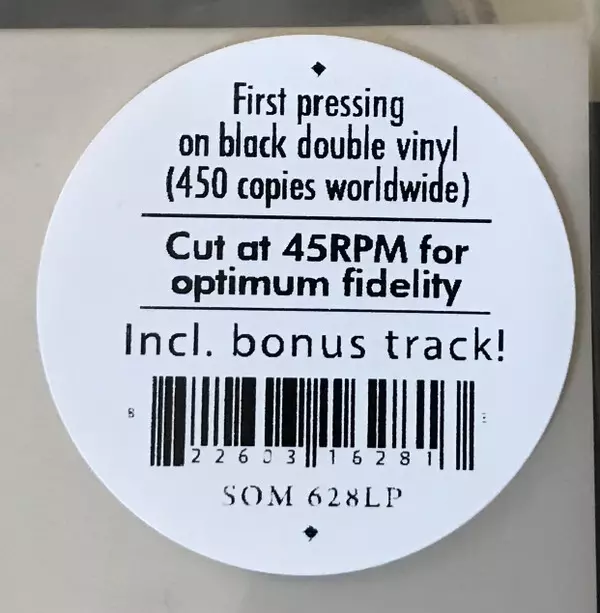 First pressing
on black double vinyl
(450 copies worldwide)
Cut at 45RPM for
optimum fidelity
Incl. bonus track!
8 22603 16281
SOM 628LP